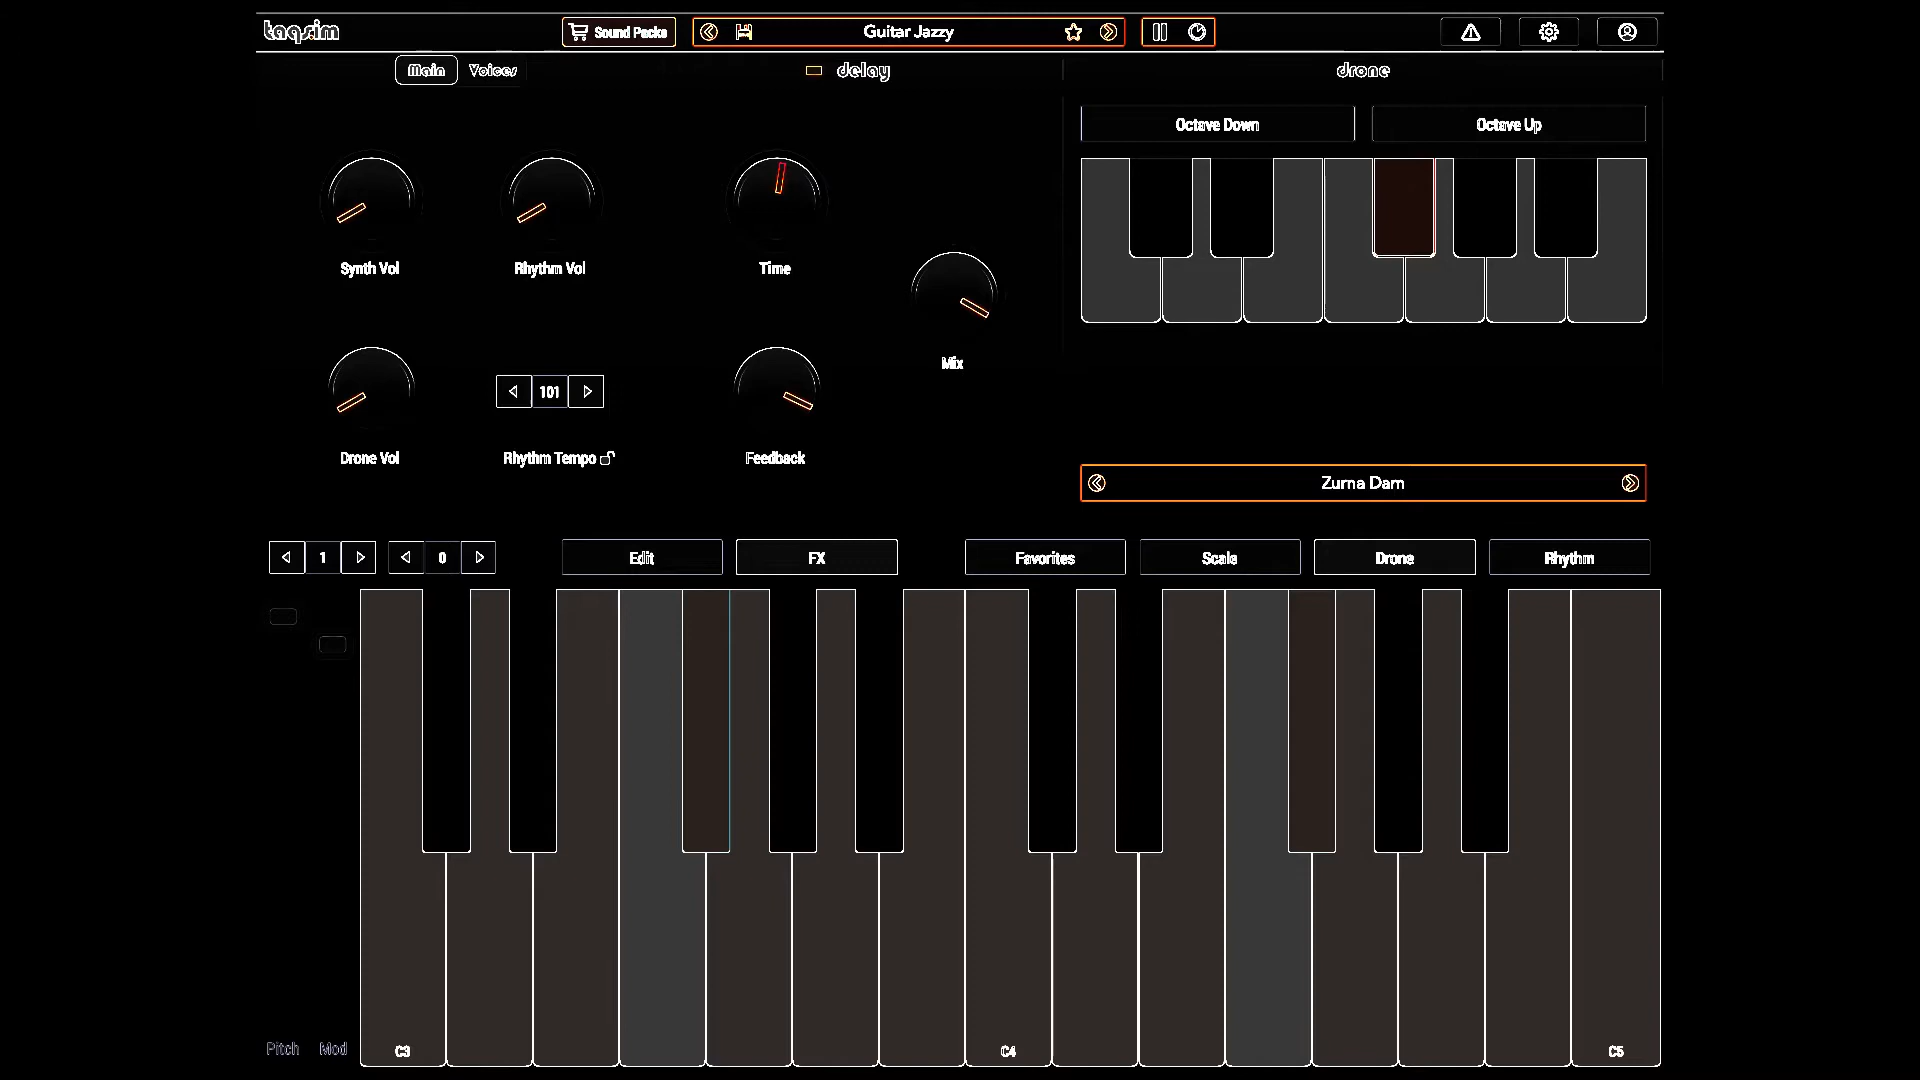 taqs.im
Sound Packs
Guitar Jazzy
Main Voices
delay
drone
Octave Down Octave Up
Synth Vol Rhythm Vol Time
Mix
101
Drone Vol Rhythm Tempo Feedback
Zurna Dam
1 0 Edit FX Favorites Scale Drone Rhythm
Pitch Mod C3 C4 C5